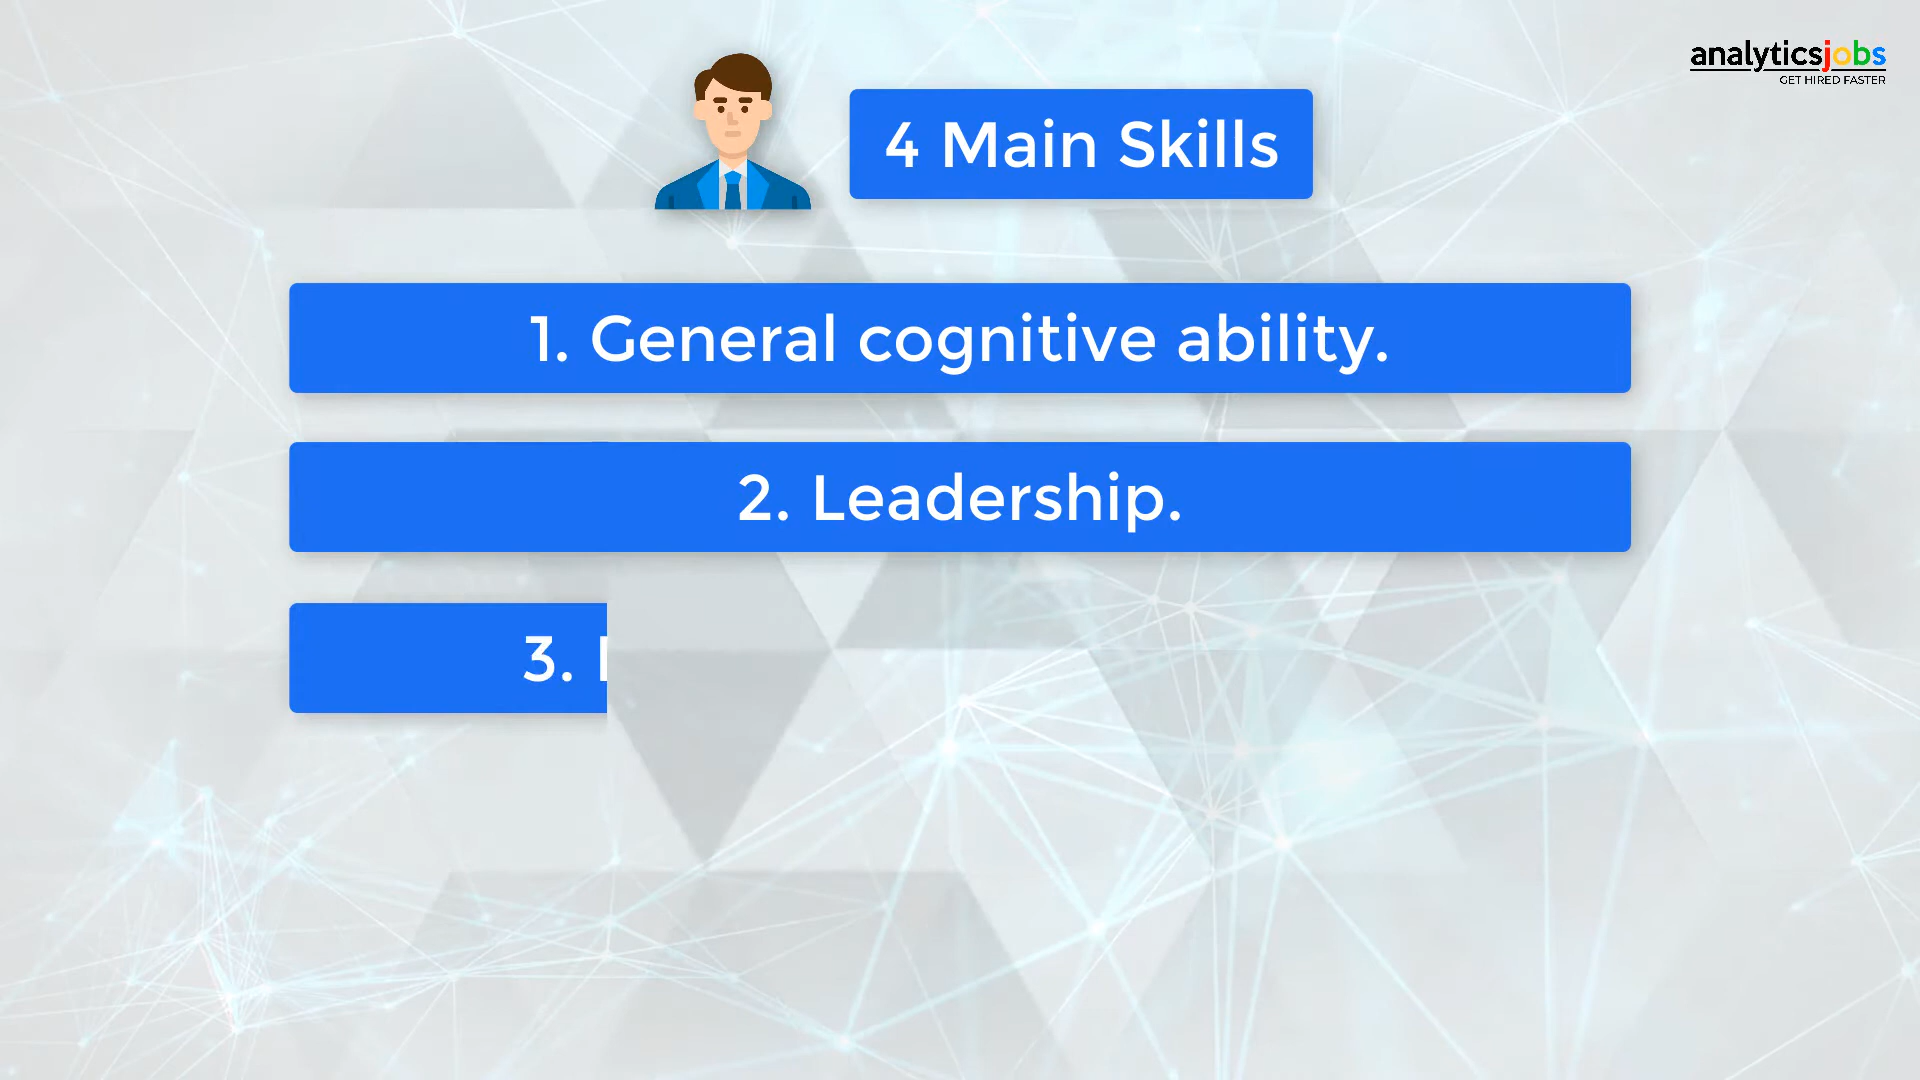 analyticsjobs
GET HIRED FASTER
4 Main Skills
1. General cognitive ability.
2. Leadership.
3.